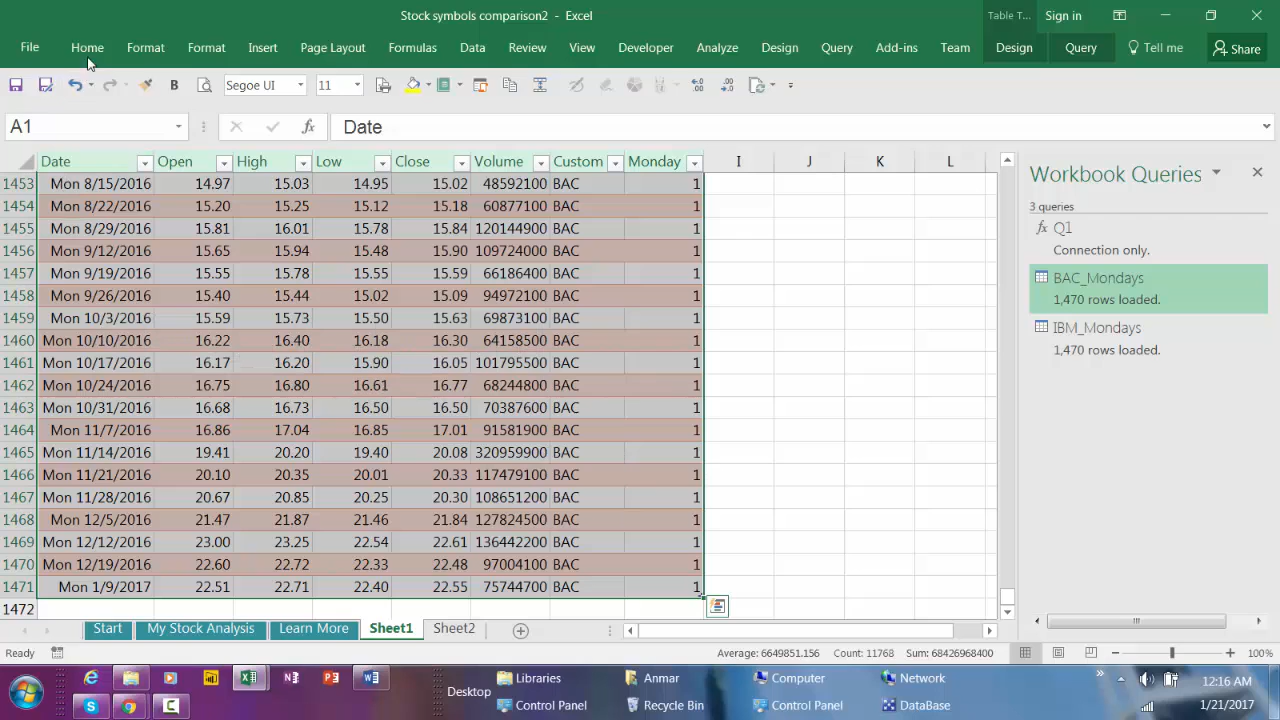 Stock symbols comparison2 - Excel
Table T...
Sign in
File Home Format Format Insert Page Layout Formulas Data Review View Developer Analyze Design Query Add-ins Team Design Query Tell me Share
B Segoe UI 11
A1 fx Date
Date Open High Low Close Volume Custom Monday I J K L
1453 Mon 8/15/2016 14.97 15.03 14.95 15.02 48592100 BAC 1
1454 Mon 8/22/2016 15.20 15.25 15.12 15.18 60877100 BAC 1
1455 Mon 8/29/2016 15.81 16.01 15.78 15.84 120144900 BAC 1
1456 Mon 9/12/2016 15.65 15.94 15.48 15.90 109724000 BAC 1
1457 Mon 9/19/2016 15.55 15.78 15.55 15.59 66186400 BAC 1
1458 Mon 9/26/2016 15.40 15.44 15.02 15.09 94972100 BAC 1
1459 Mon 10/3/2016 15.59 15.73 15.50 15.63 69873100 BAC 1
1460 Mon 10/10/2016 16.22 16.40 16.18 16.30 64158500 BAC 1
1461 Mon 10/17/2016 16.17 16.20 15.90 16.05 101795500 BAC 1
1462 Mon 10/24/2016 16.75 16.80 16.61 16.77 68244800 BAC 1
1463 Mon 10/31/2016 16.68 16.73 16.50 16.50 70387600 BAC 1
1464 Mon 11/7/2016 16.86 17.04 16.85 17.01 91581900 BAC 1
1465 Mon 11/14/2016 19.41 20.20 19.40 20.08 320959900 BAC 1
1466 Mon 11/21/2016 20.10 20.35 20.01 20.33 117479100 BAC 1
1467 Mon 11/28/2016 20.67 20.85 20.25 20.30 108651200 BAC 1
1468 Mon 12/5/2016 21.47 21.87 21.46 21.84 127824500 BAC 1
1469 Mon 12/12/2016 23.00 23.25 22.54 22.61 136442200 BAC 1
1470 Mon 12/19/2016 22.60 22.72 22.33 22.48 97004100 BAC 1
1471 Mon 1/9/2017 22.51 22.71 22.40 22.55 75744700 BAC 1
1472
Workbook Queries
3 queries
fx Q1
Connection only.
BAC_Mondays
1,470 rows loaded.
IBM_Mondays
1,470 rows loaded.
Start My Stock Analysis Learn More Sheet1 Sheet2
Ready Average: 6649851.156 Count: 11768 Sum: 68426968400 100%
Desktop
Libraries Anmar Computer Network
Control Panel Recycle Bin Control Panel DataBase
12:16 AM
1/21/2017